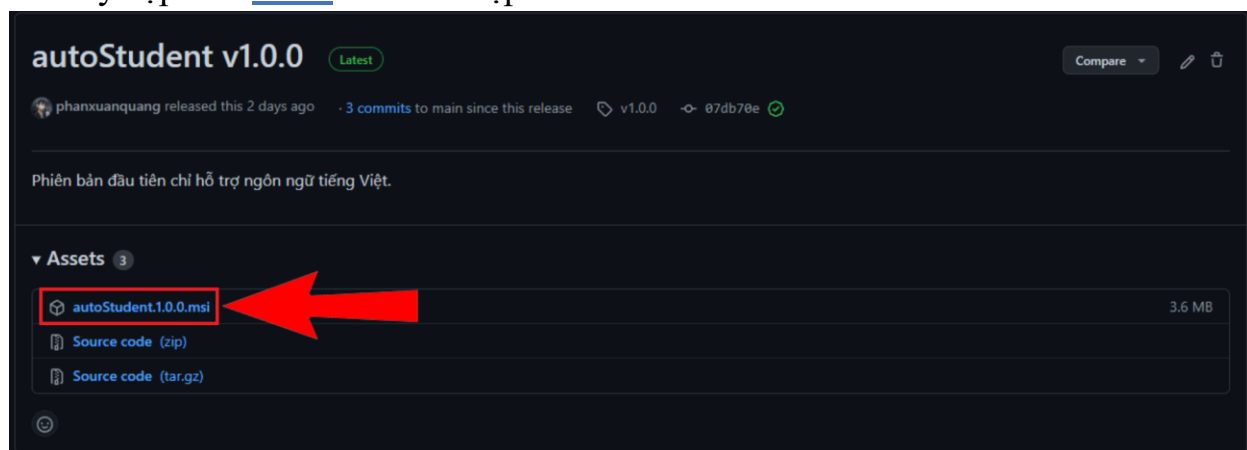 autoStudent v1.0.0 Latest Compare
phanxuanquang released this 2 days ago · 3 commits to main since this release v1.0.0 07db70e
Phiên bản đầu tiên chỉ hỗ trợ ngôn ngữ tiếng Việt.
Assets 3
autoStudent.1.0.0.msi 3.6 MB
Source code (zip)
Source code (tar.gz)